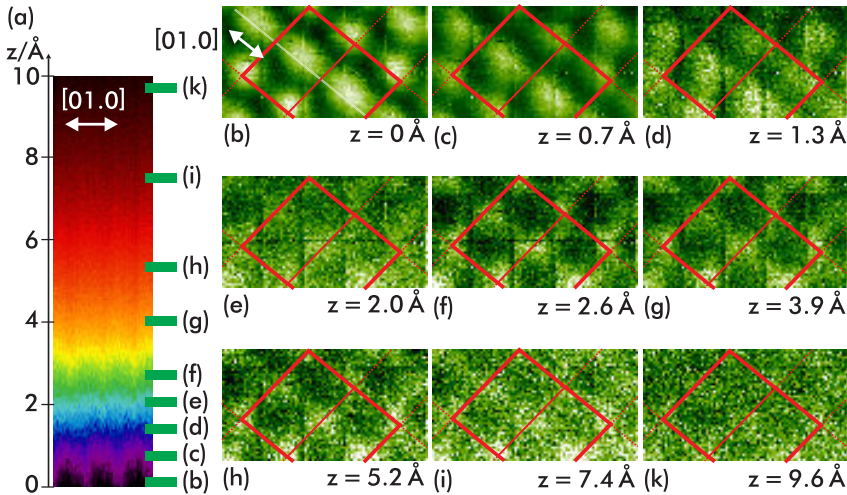 (a)
z/Å
10
8
6
4
2
0
[01.0]
(k)
(i)
(h)
(g)
(f)
(e)
(d)
(c)
(b)
[01.0]
(b) z = 0 Å
(c) z = 0.7 Å
(d) z = 1.3 Å
(e) z = 2.0 Å
(f) z = 2.6 Å
(g) z = 3.9 Å
(h) z = 5.2 Å
(i) z = 7.4 Å
(k) z = 9.6 Å